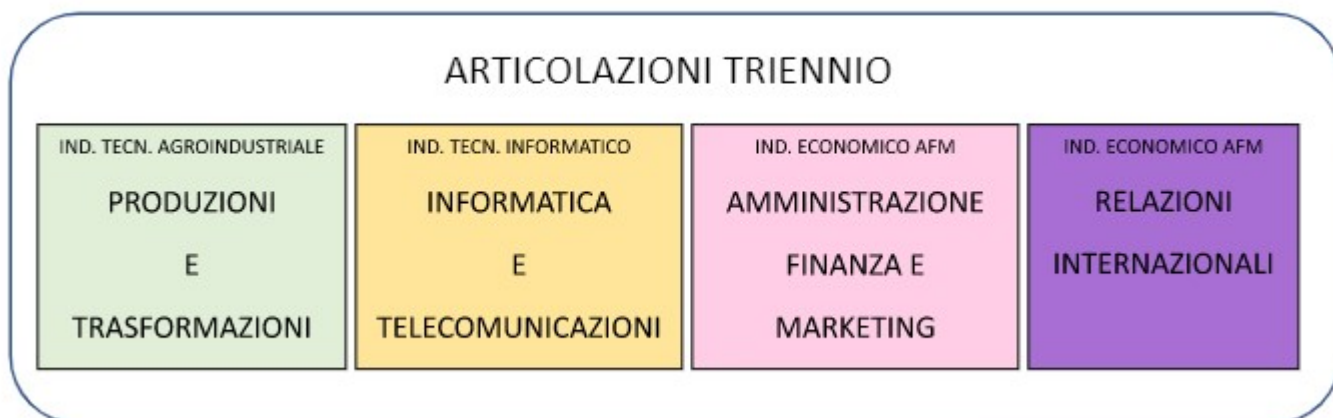 ARTICOLAZIONI TRIENNIO
IND. TECN. AGROINDUSTRIALE
PRODUZIONI
E
TRASFORMAZIONI
IND. TECN. INFORMATICO
INFORMATICA
E
TELECOMUNICAZIONI
IND. ECONOMICO AFM
AMMINISTRAZIONE
FINANZA E
MARKETING
IND. ECONOMICO AFM
RELAZIONI
INTERNAZIONALI